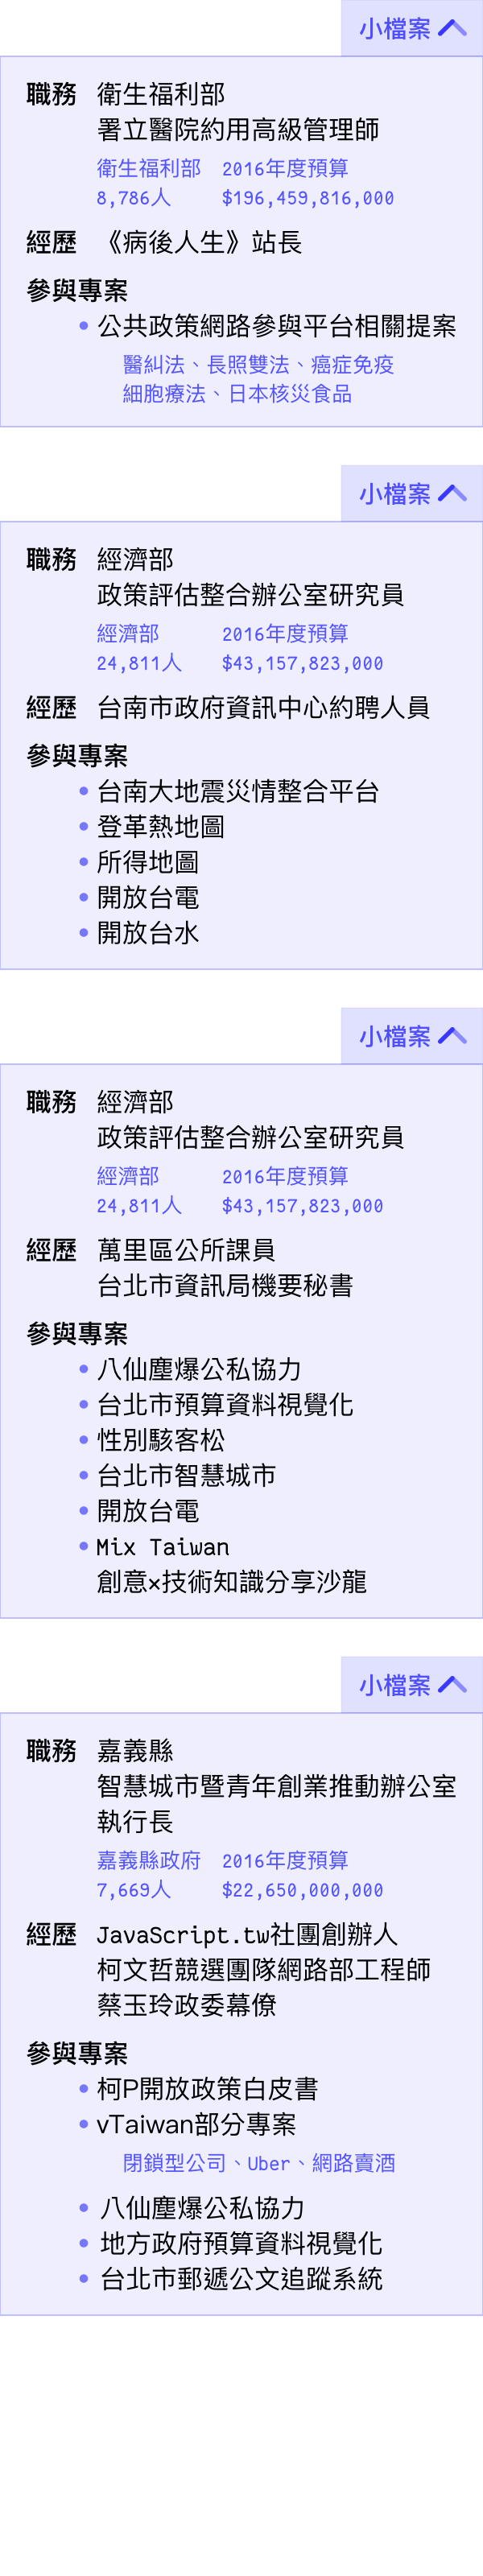 小檔案
職務 衛生福利部
署立醫院約用高級管理師
衛生福利部 2016年度預算
8,786人 $196,459,816,000
經歷 《病後人生》站長
參與專案
• 公共政策網路參與平台相關提案
醫糾法、長照雙法、癌症免疫
細胞療法、日本核災食品
小檔案
職務 經濟部
政策評估整合辦公室研究員
經濟部 2016年度預算
24,811人 $43,157,823,000
經歷 台南市政府資訊中心約聘人員
參與專案
• 台南大地震災情整合平台
• 登革熱地圖
• 所得地圖
• 開放台電
• 開放台水
小檔案
職務 經濟部
政策評估整合辦公室研究員
經濟部 2016年度預算
24,811人 $43,157,823,000
經歷 萬里區公所課員
台北市資訊局機要秘書
參與專案
• 八仙塵爆公私協力
• 台北市預算資料視覺化
• 性別駭客松
• 台北市智慧城市
• 開放台電
• Mix Taiwan
創意×技術知識分享沙龍
小檔案
職務 嘉義縣
智慧城市暨青年創業推動辦公室
執行長
嘉義縣政府 2016年度預算
7,669人 $22,650,000,000
經歷 JavaScript.tw社團創辦人
柯文哲競選團隊網路部工程師
蔡玉玲政委幕僚
參與專案
• 柯P開放政策白皮書
• vTaiwan部分專案
閉鎖型公司、Uber、網路賣酒
• 八仙塵爆公私協力
• 地方政府預算資料視覺化
• 台北市郵遞公文追蹤系統